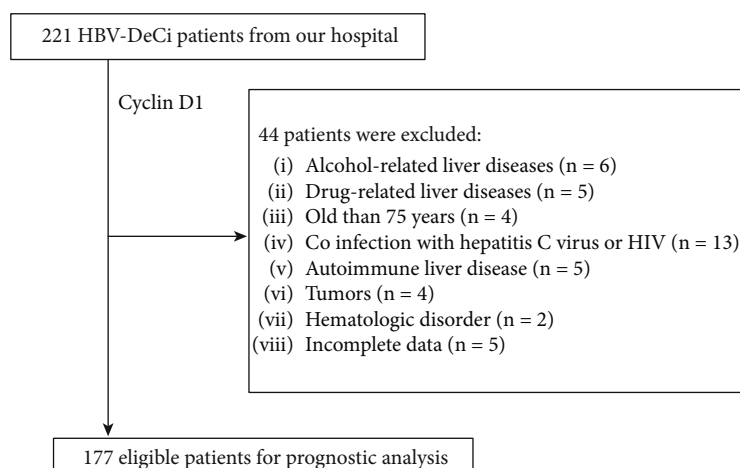 221 HBV-DeCi patients from our hospital
Cyclin D1
44 patients were excluded:
(i) Alcohol-related liver diseases (n = 6)
(ii) Drug-related liver diseases (n = 5)
(iii) Old than 75 years (n = 4)
(iv) Co infection with hepatitis C virus or HIV (n = 13)
(v) Autoimmune liver disease (n = 5)
(vi) Tumors (n = 4)
(vii) Hematologic disorder (n = 2)
(viii) Incomplete data (n = 5)
177 eligible patients for prognostic analysis